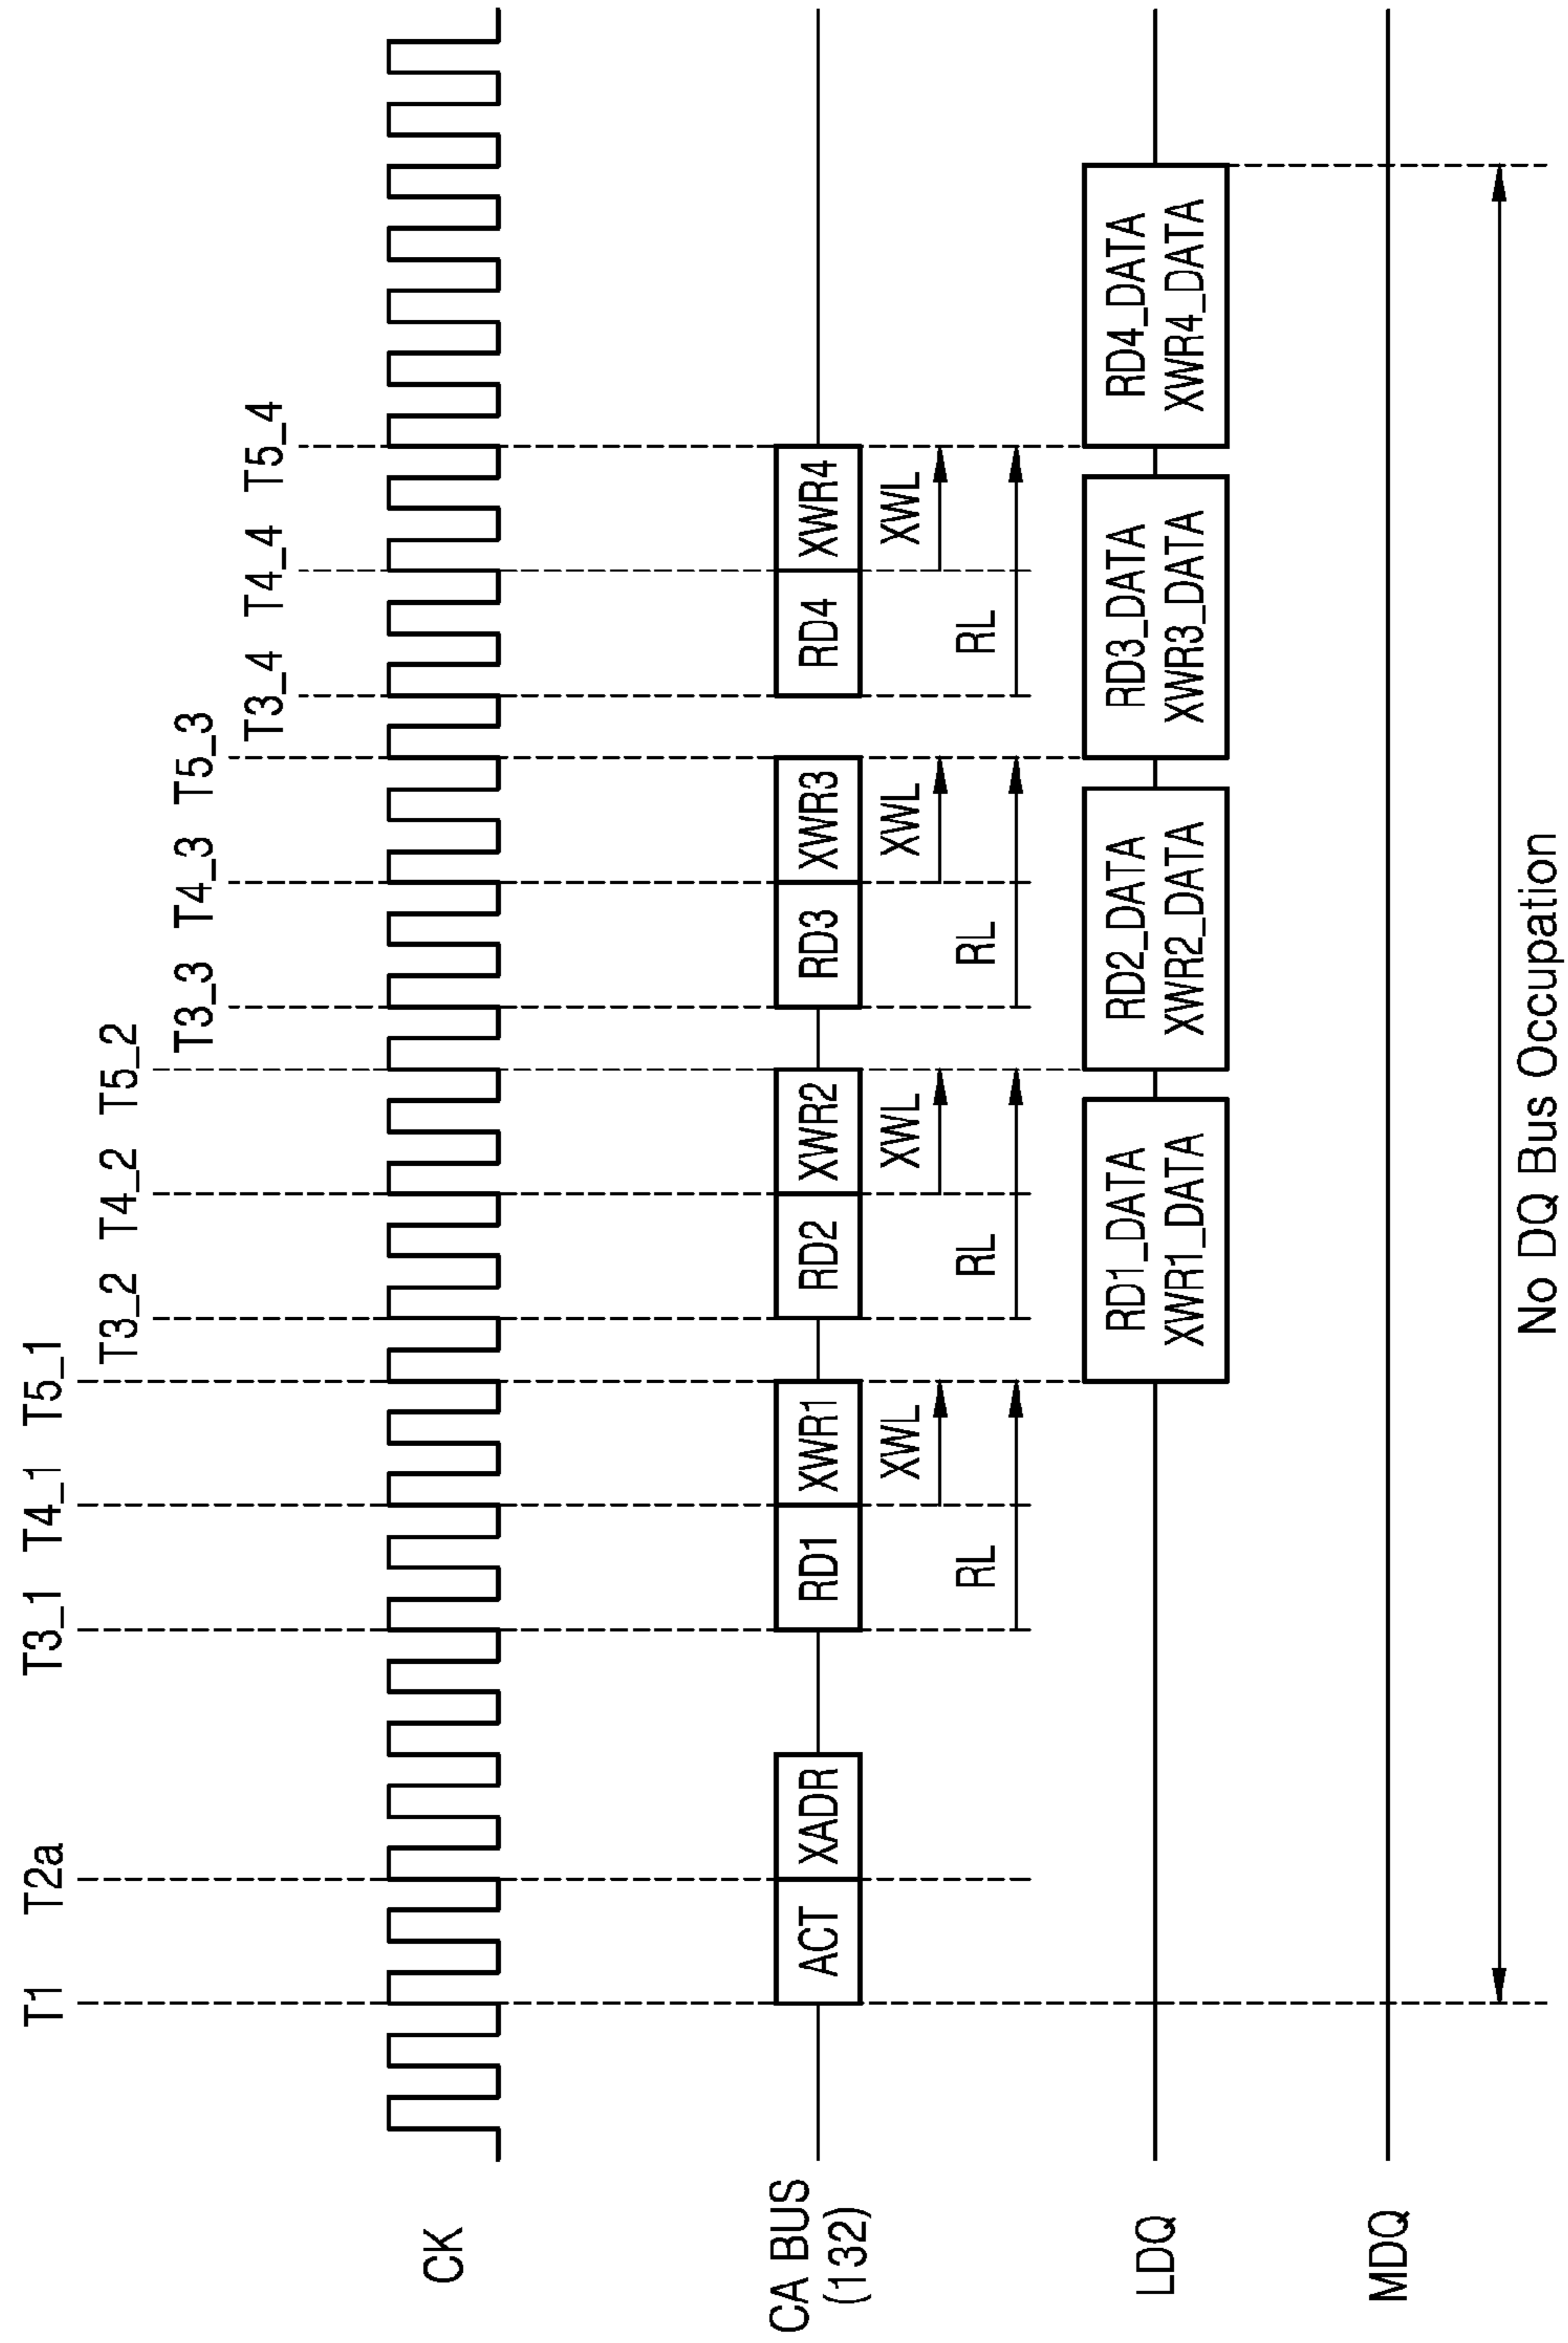 T1
T2a
T3_1
T4_1
T5_1
T3_2
T4_2
T5_2
T3_3
T4_3
T5_3
T3_4
T4_4
T5_4
CK
CA BUS
(132)
ACT
XADR
RD1
XWR1
RD2
XWR2
RD3
XWR3
RD4
XWR4
XWL
XWL
XWL
XWL
RL
RL
RL
RL
LDQ
RD1_DATA
XWR1_DATA
RD2_DATA
XWR2_DATA
RD3_DATA
XWR3_DATA
RD4_DATA
XWR4_DATA
MDQ
No DQ Bus Occupation